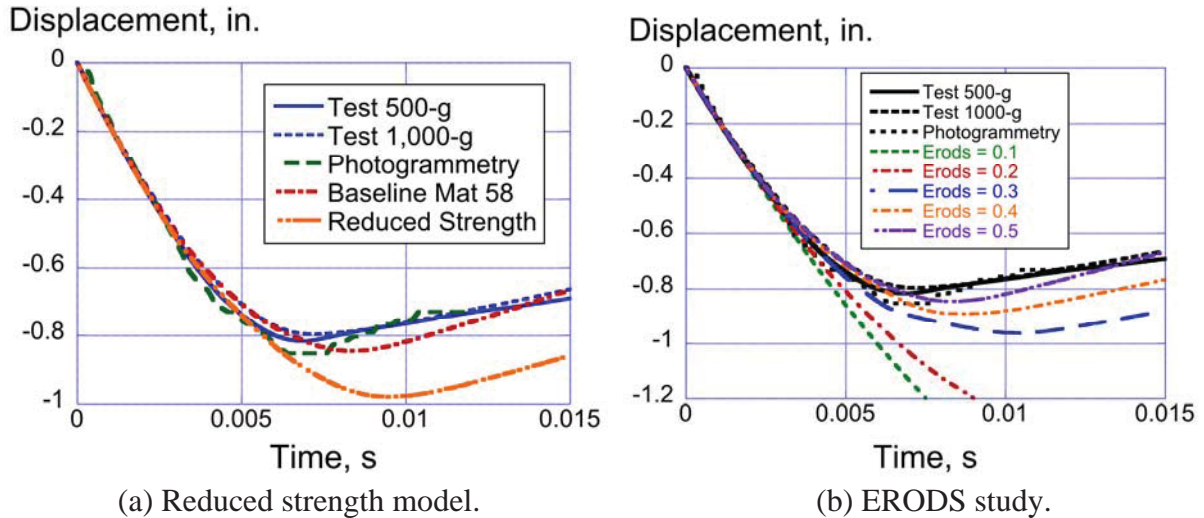 Displacement, in.
0
-0.2
-0.4
-0.6
-0.8
-1
Test 500-g
Test 1,000-g
Photogrammetry
Baseline Mat 58
Reduced Strength
0
0.005
0.01
0.015
Time, s
(a) Reduced strength model.
Displacement, in.
0
-0.2
-0.4
-0.6
-0.8
-1
-1.2
Test 500-g
Test 1000-g
Photogrammetry
Erods = 0.1
Erods = 0.2
Erods = 0.3
Erods = 0.4
Erods = 0.5
0
0.005
0.01
0.015
Time, s
(b) ERODS study.